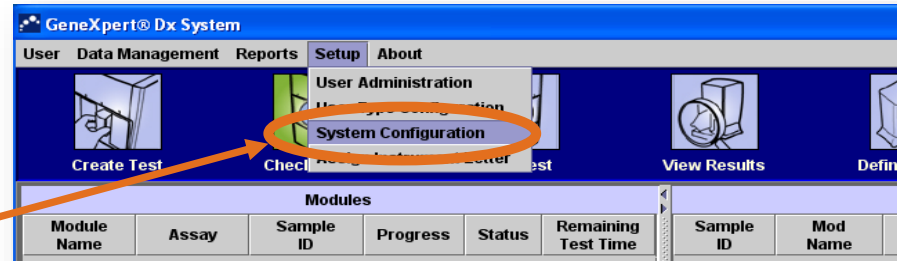 GeneXpert® Dx System
User Data Management Reports Setup About
User Administration
System Configuration
Create Test
View Results
Modules
Module Name
Assay
Sample ID
Progress
Status
Remaining Test Time
Sample ID
Mod Name